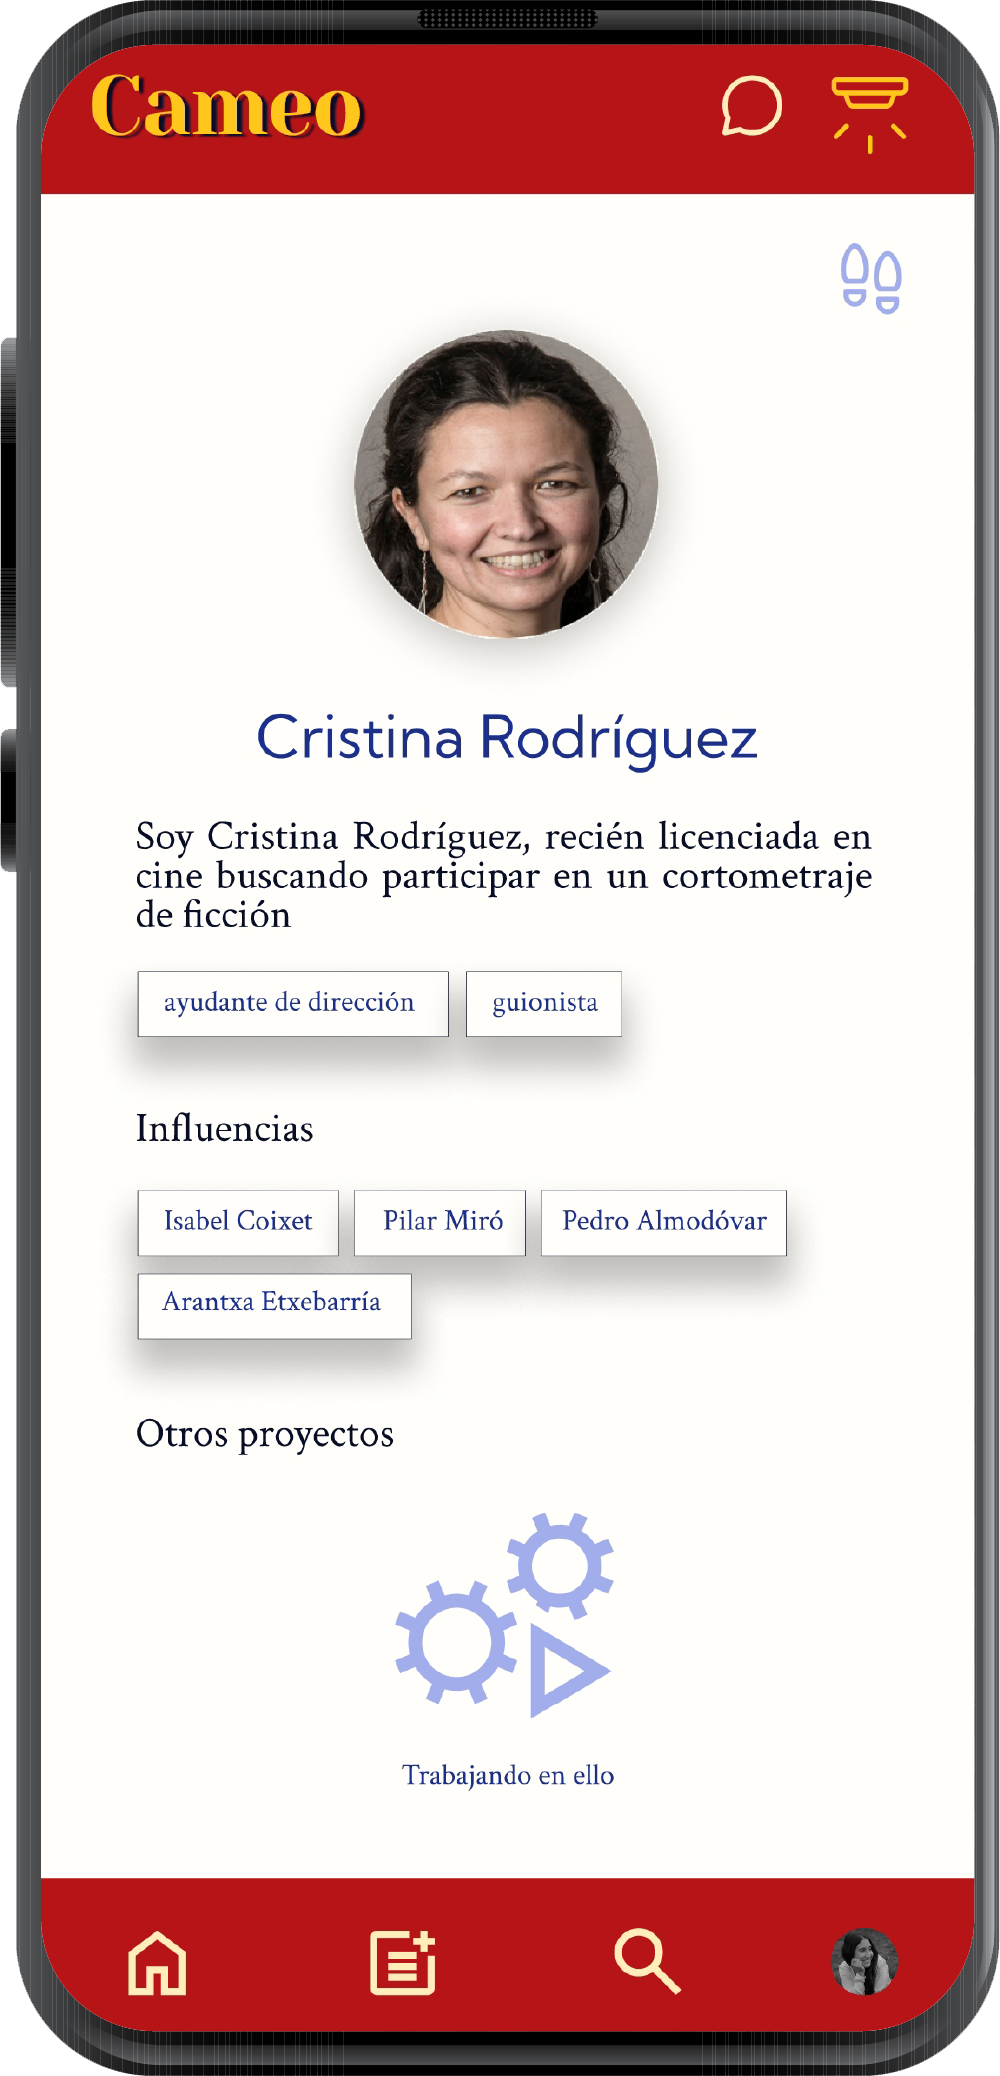 Cameo
Cristina Rodríguez
Soy Cristina Rodríguez, recién licenciada en
cine buscando participar en un cortometraje
de ficción
ayudante de dirección guionista
Influencias
Isabel Coixet Pilar Miró Pedro Almodóvar
Arantxa Etxebarría
Otros proyectos
Trabajando en ello